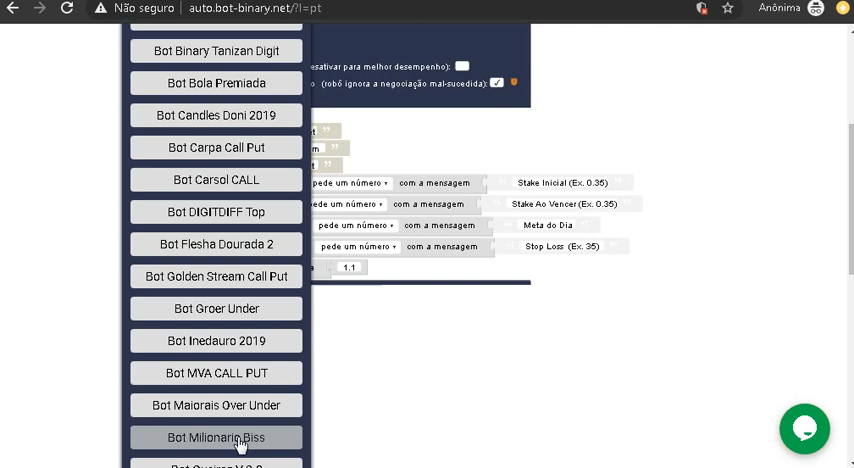 Não seguro | auto.bot-binary.net/?l=pt
Anônima
Bot Binary Tanizan Digit
esativar para melhor desempenho):
Bot Bola Premiada
(robô ignora a negociação mal-sucedida):
Bot Candles Doni 2019
Bot Carpa Call Put
Bot Carsol CALL
pede um número com a mensagem Stake Inicial (Ex. 0.35)
Bot DIGITDIFF Top
pede um número com a mensagem Stake Ao Vencer (Ex. 0.35)
pede um número com a mensagem Meta do Dia
Bot Flesha Dourada 2
pede um número com a mensagem Stop Loss (Ex. 35)
1.1
Bot Golden Stream Call Put
Bot Groer Under
Bot Inedauro 2019
Bot MVA CALL PUT
Bot Maiorais Over Under
Bot Milionario Biss